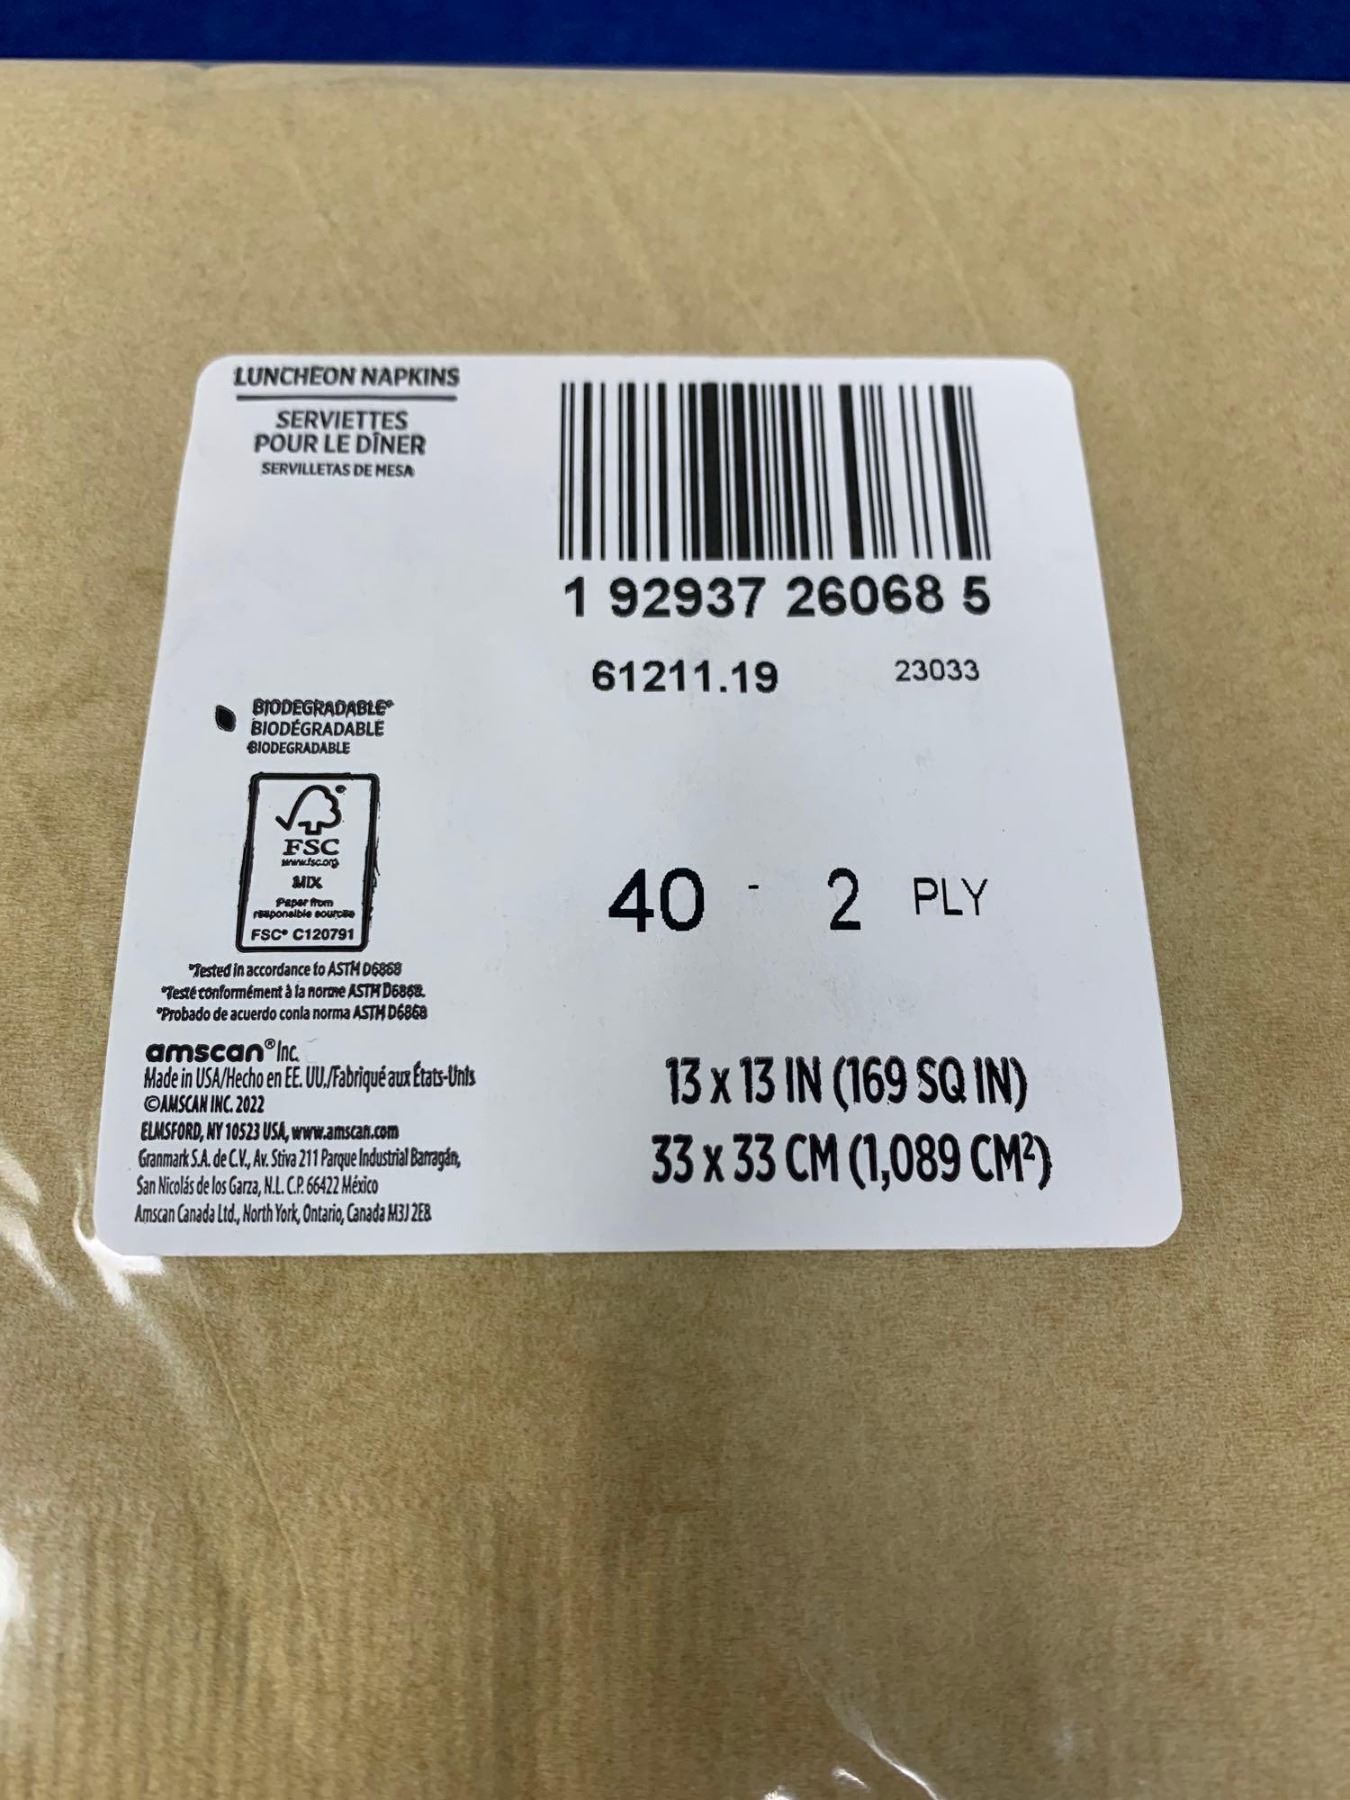 LUNCHEON NAPKINS
SERVIETTES
POUR LE DÎNER
SERVILLETAS DE MESA
1 92937 26068 5
61211.19 23033
BIODEGRADABLE*
BIODÉGRADABLE
BIODEGRADABLE
FSC
www.fsc.org
MIX
Paper from
responsible sources
FSC® C120791
40 - 2 PLY
*Tested in accordance to ASTM D6868
*Testé conformément à la norme ASTM D6868.
*Probado de acuerdo conla norma ASTM D6868
amscan® Inc.
Made in USA/Hecho en EE. UU./Fabriqué aux États-Unis
©AMSCAN INC. 2022
ELMSFORD, NY 10523 USA, www.amscan.com
Granmark S.A. de C.V., Av. Stiva 211 Parque Industrial Barragán,
San Nicolás de los Garza, N.L. C.P. 66422 México
Amscan Canada Ltd., North York, Ontario, Canada M3J 2E8
13 x 13 IN (169 SQ IN)
33 x 33 CM (1,089 CM²)